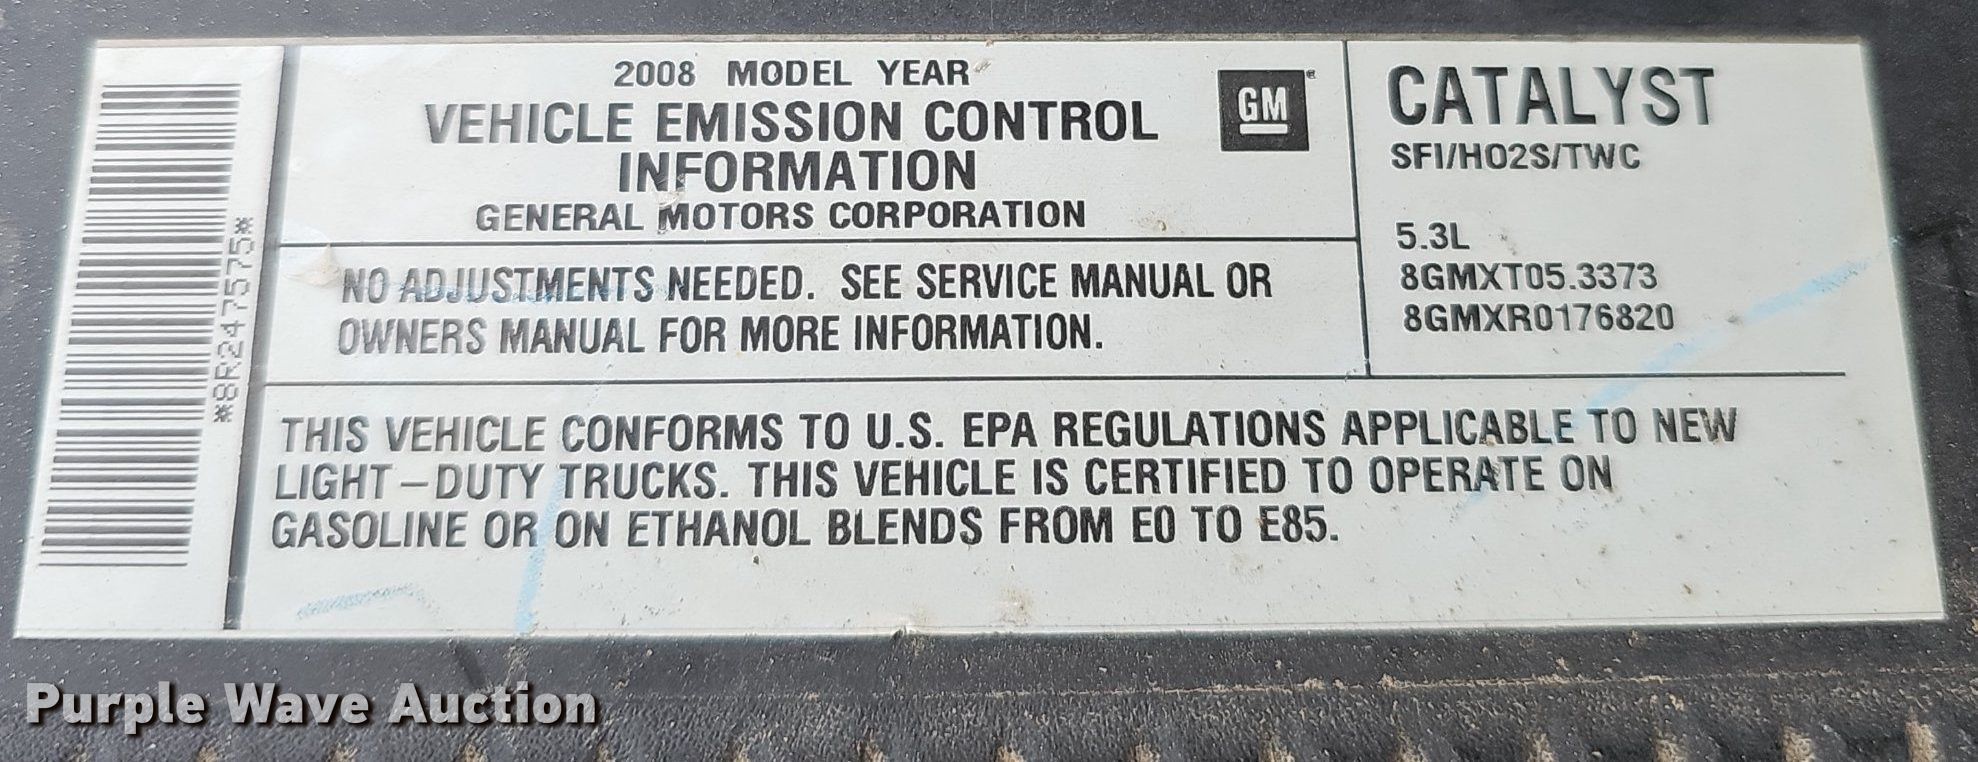 2008 MODEL YEAR
VEHICLE EMISSION CONTROL
INFORMATION
GENERAL MOTORS CORPORATION
GM
CATALYST
SFI/HO2S/TWC
5.3L
8GMXT05.3373
8GMXR0176820
NO ADJUSTMENTS NEEDED. SEE SERVICE MANUAL OR
OWNERS MANUAL FOR MORE INFORMATION.
THIS VEHICLE CONFORMS TO U.S. EPA REGULATIONS APPLICABLE TO NEW
LIGHT-DUTY TRUCKS. THIS VEHICLE IS CERTIFIED TO OPERATE ON
GASOLINE OR ON ETHANOL BLENDS FROM E0 TO E85.
*8R247575*
Purple Wave Auction